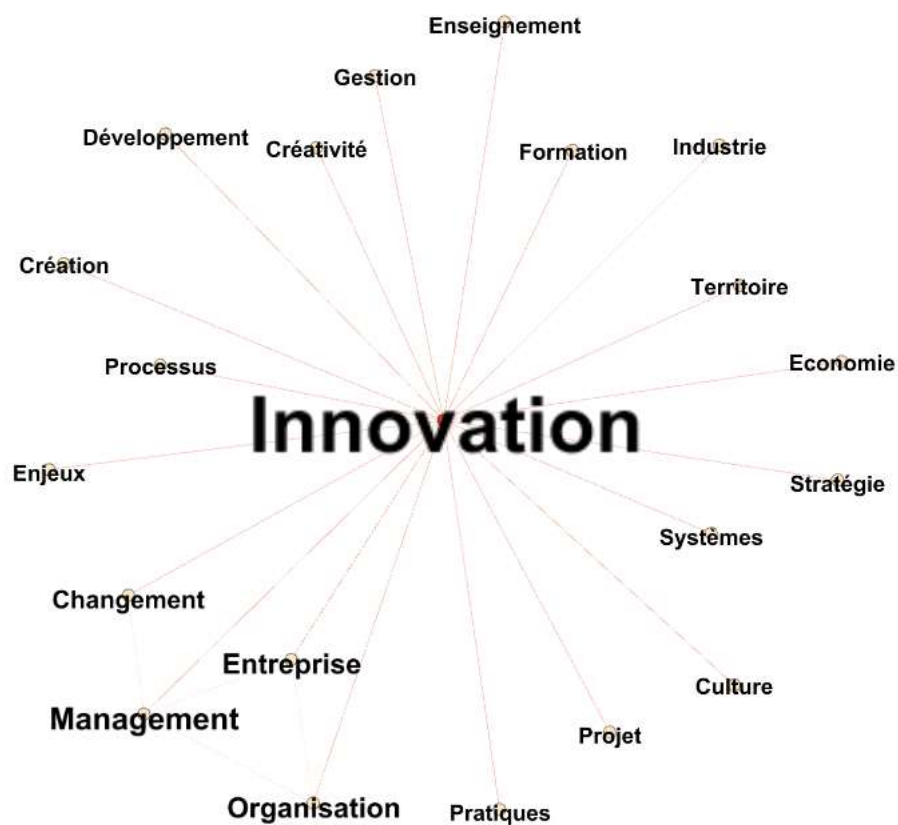 Enseignement
Gestion
Développement
Créativité
Formation
Industrie
Création
Territoire
Processus
Economie
Innovation
Enjeux
Stratégie
Systèmes
Changement
Entreprise
Culture
Management
Projet
Organisation
Pratiques